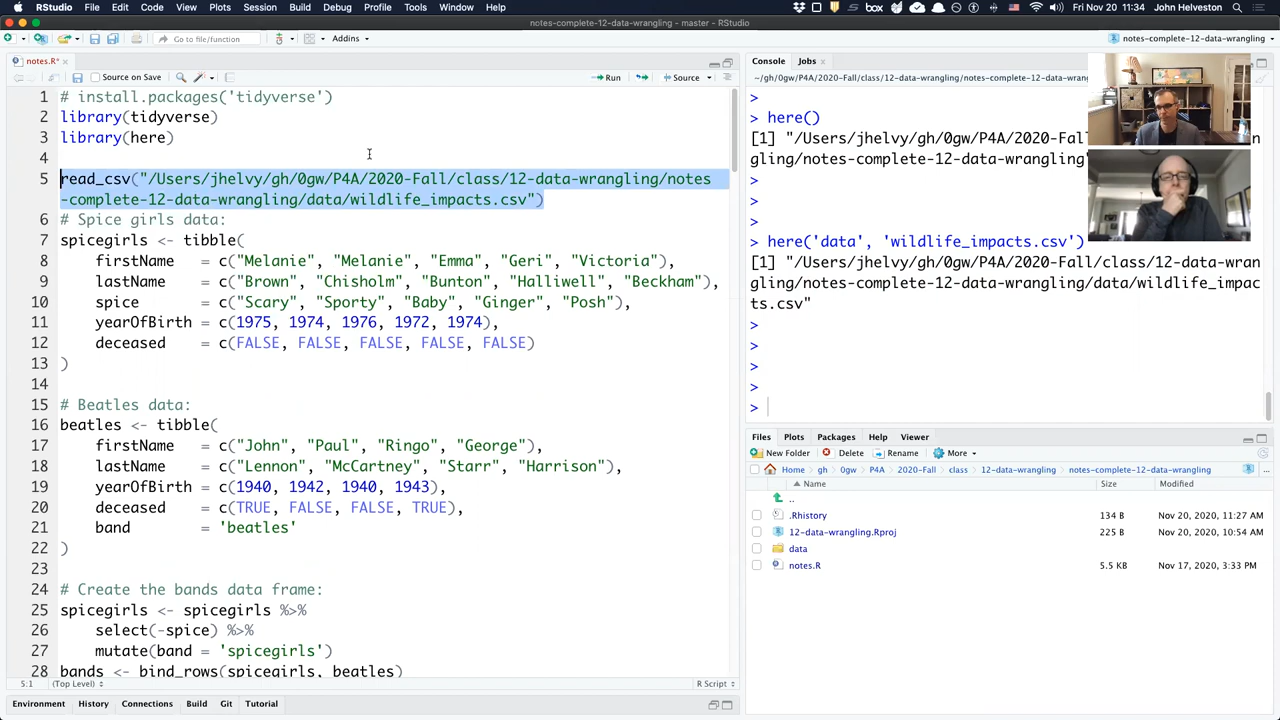 RStudio File Edit Code View Plots Session Build Debug Profile Tools Window Help
box John Helveston Fri Nov 20 11:34
notes-complete-12-data-wrangling - master - RStudio
Go to file/function Addins notes-complete-12-data-wrangling
notes.R*
Source on Save Run Source
1 # install.packages('tidyverse')
2 library(tidyverse)
3 library(here)
4
5 read_csv("/Users/jhelvy/gh/0gw/P4A/2020-Fall/class/12-data-wrangling/notes
-complete-12-data-wrangling/data/wildlife_impacts.csv")
6 # Spice girls data:
7 spicegirls <- tibble(
8 firstName = c("Melanie", "Melanie", "Emma", "Geri", "Victoria"),
9 lastName = c("Brown", "Chisholm", "Bunton", "Halliwell", "Beckham"),
10 spice = c("Scary", "Sporty", "Baby", "Ginger", "Posh"),
11 yearOfBirth = c(1975, 1974, 1976, 1972, 1974),
12 deceased = c(FALSE, FALSE, FALSE, FALSE, FALSE)
13 )
14
15 # Beatles data:
16 beatles <- tibble(
17 firstName = c("John", "Paul", "Ringo", "George"),
18 lastName = c("Lennon", "McCartney", "Starr", "Harrison"),
19 yearOfBirth = c(1940, 1942, 1940, 1943),
20 deceased = c(TRUE, FALSE, FALSE, TRUE),
21 band = 'beatles'
22 )
23
24 # Create the bands data frame:
25 spicegirls <- spicegirls %>%
26 select(-spice) %>%
27 mutate(band = 'spicegirls')
28 bands <- bind_rows(spicegirls, beatles)
5:1 (Top Level) R Script
Environment History Connections Build Git Tutorial
Console Jobs
~/gh/0gw/P4A/2020-Fall/class/12-data-wrangling/notes-complete-12-data-wrang
>
> here()
[1] "/Users/jhelvy/gh/0gw/P4A/2020-Fal
gling/notes-complete-12-data-wrangling"
>
>
>
> here('data', 'wildlife_impacts.csv')
[1] "/Users/jhelvy/gh/0gw/P4A/2020-Fall/class/12-data-wran
gling/notes-complete-12-data-wrangling/data/wildlife_impac
ts.csv"
>
>
>
>
>
Files Plots Packages Help Viewer
New Folder Delete Rename More
Home gh 0gw P4A 2020-Fall class 12-data-wrangling notes-complete-12-data-wrangling ...
Name Size Modified
..
.Rhistory 134 B Nov 20, 2020, 11:27 AM
12-data-wrangling.Rproj 225 B Nov 20, 2020, 10:54 AM
data
notes.R 5.5 KB Nov 17, 2020, 3:33 PM